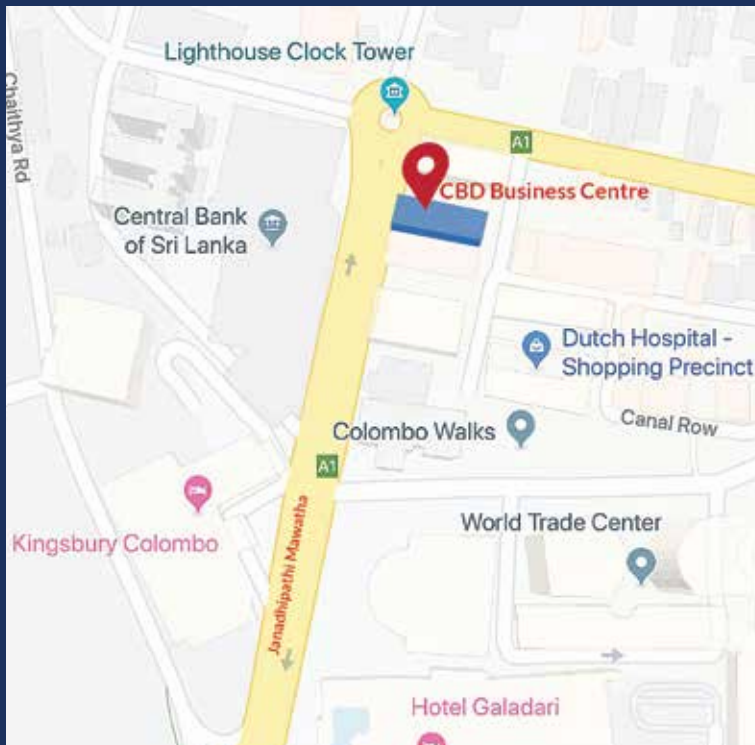 Lighthouse Clock Tower
Chaithya Rd
A1
CBD Business Centre
Central Bank
of Sri Lanka
Dutch Hospital -
Shopping Precinct
Canal Row
Colombo Walks
A1
World Trade Center
Kingsbury Colombo
Janadhipathi Mawatha
Hotel Galadari